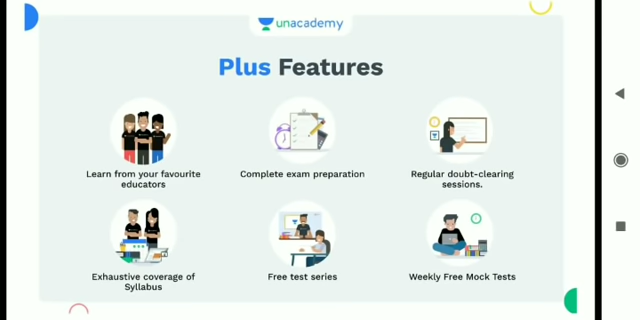 unacademy
Plus Features
Learn from your favourite
educators
Complete exam preparation
Regular doubt-clearing
sessions.
Exhaustive coverage of
Syllabus
Free test series
Weekly Free Mock Tests